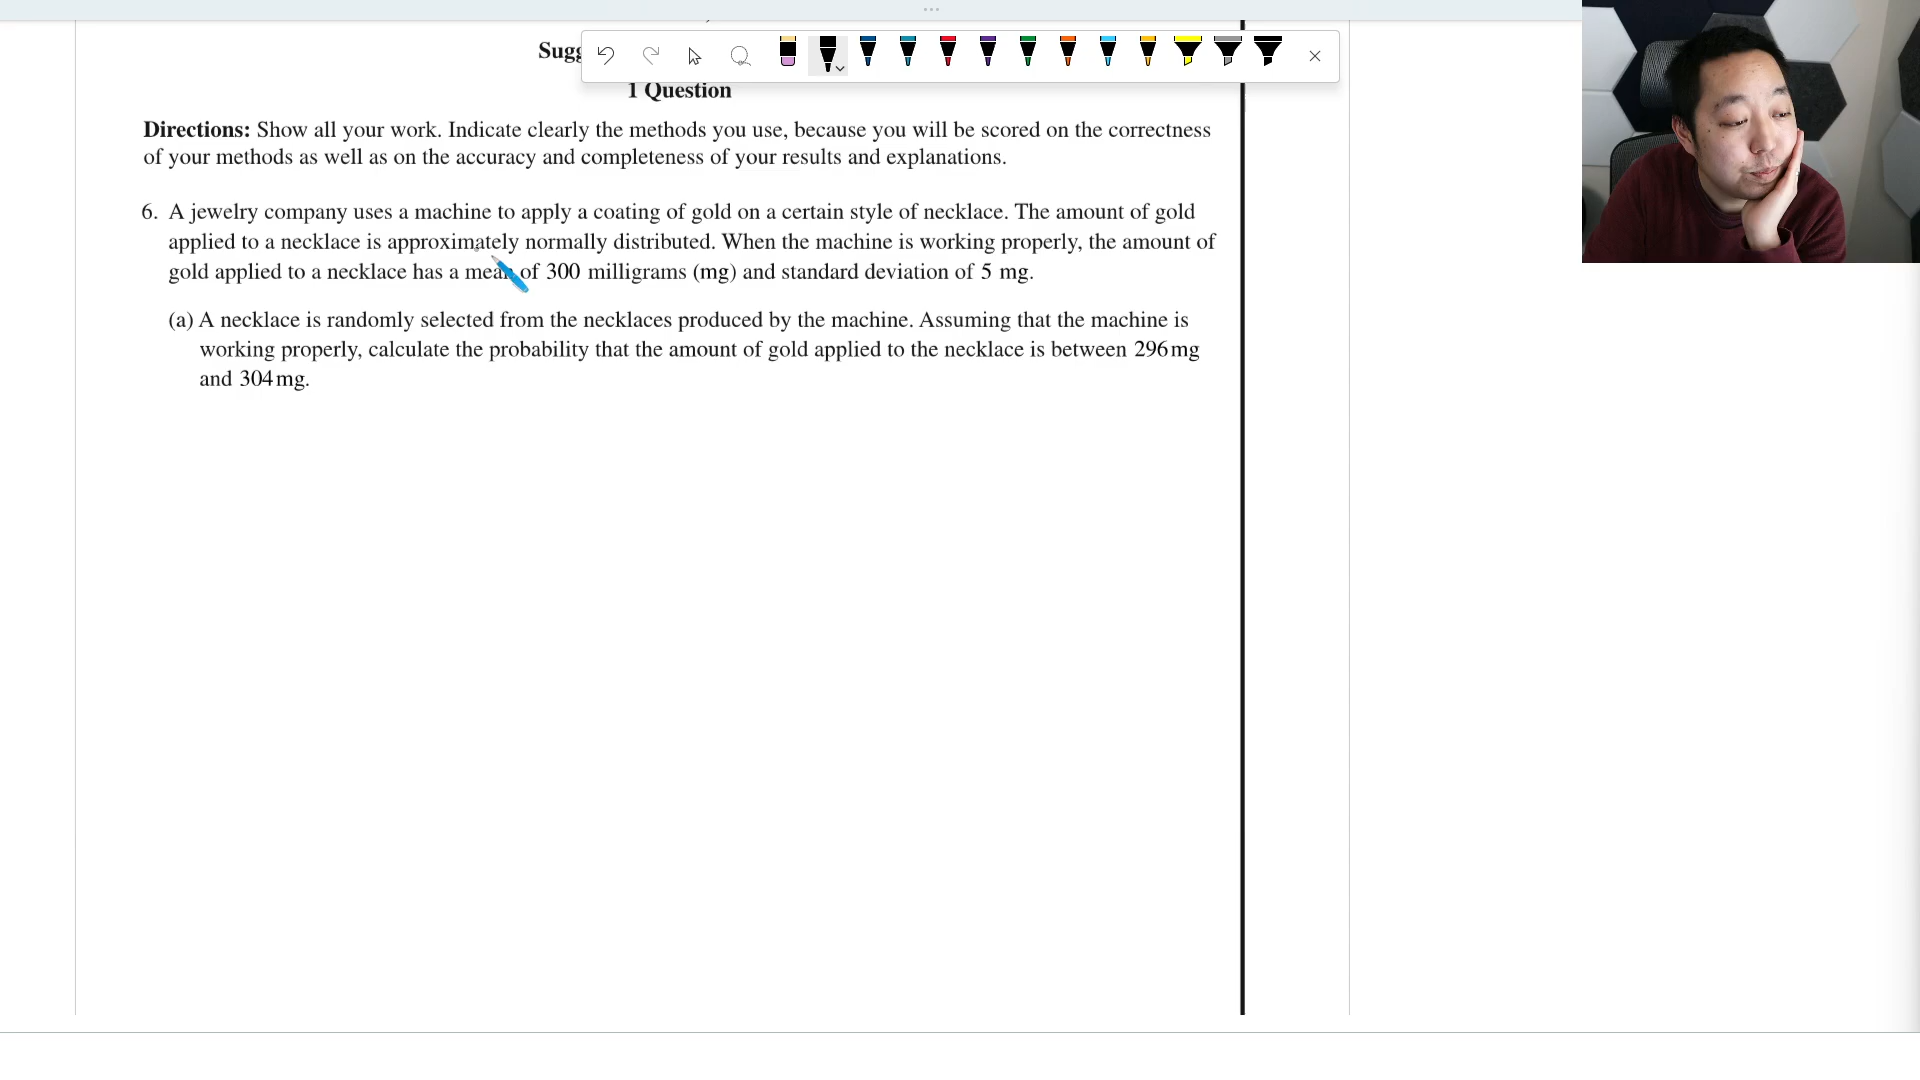 Sugg
1 Question
Directions: Show all your work. Indicate clearly the methods you use, because you will be scored on the correctness
of your methods as well as on the accuracy and completeness of your results and explanations.
6. A jewelry company uses a machine to apply a coating of gold on a certain style of necklace. The amount of gold
applied to a necklace is approximately normally distributed. When the machine is working properly, the amount of
gold applied to a necklace has a mean of 300 milligrams (mg) and standard deviation of 5 mg.
(a) A necklace is randomly selected from the necklaces produced by the machine. Assuming that the machine is
working properly, calculate the probability that the amount of gold applied to the necklace is between 296 mg
and 304 mg.